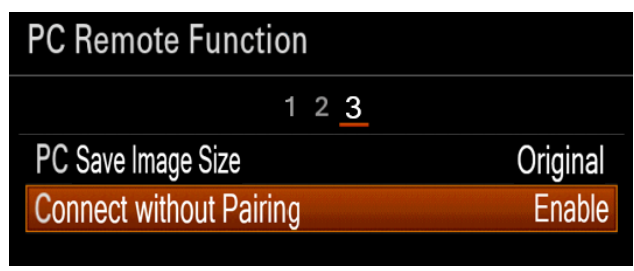 PC Remote Function
1 2 3
PC Save Image Size Original
Connect without Pairing Enable